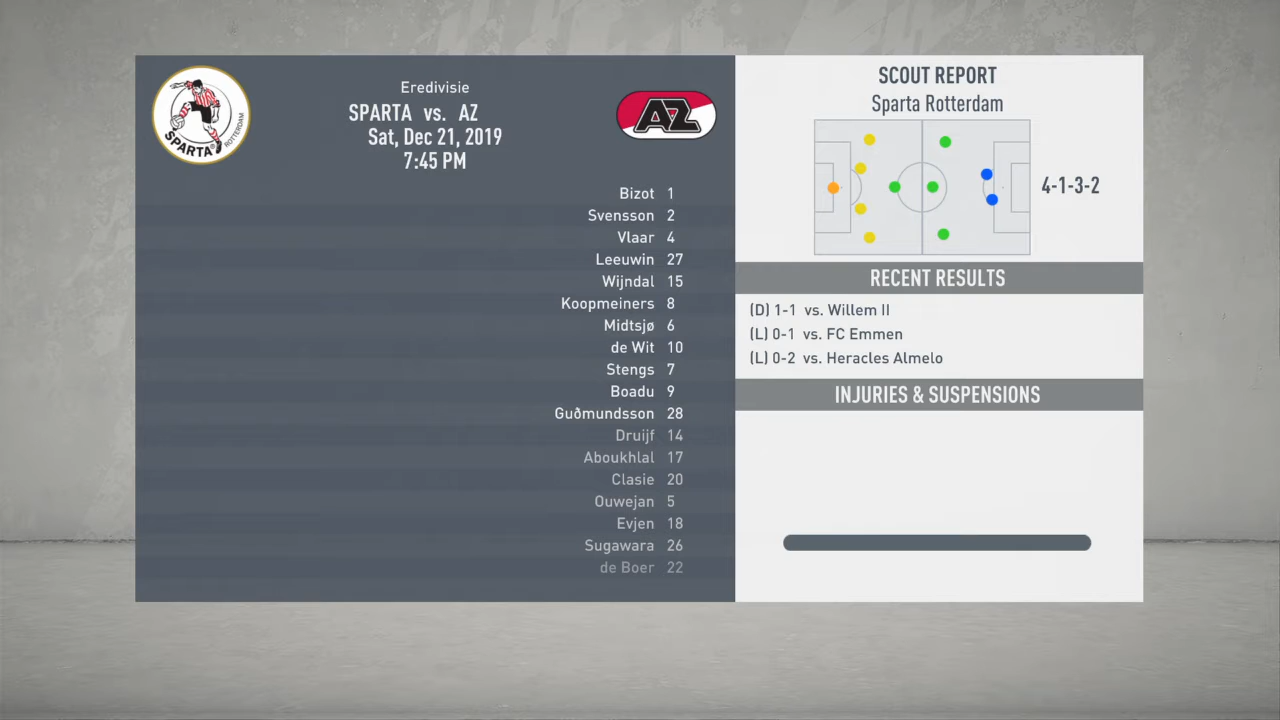 SPARTA
ROTTERDAM
Eredivisie
SPARTA vs. AZ
Sat, Dec 21, 2019
7:45 PM
AZ
Bizot 1
Svensson 2
Vlaar 4
Leeuwin 27
Wijndal 15
Koopmeiners 8
Midtsjø 6
de Wit 10
Stengs 7
Boadu 9
Guðmundsson 28
Druijf 14
Aboukhlal 17
Clasie 20
Ouwejan 5
Evjen 18
Sugawara 26
de Boer 22
SCOUT REPORT
Sparta Rotterdam
4-1-3-2
RECENT RESULTS
(D) 1-1 vs. Willem II
(L) 0-1 vs. FC Emmen
(L) 0-2 vs. Heracles Almelo
INJURIES & SUSPENSIONS